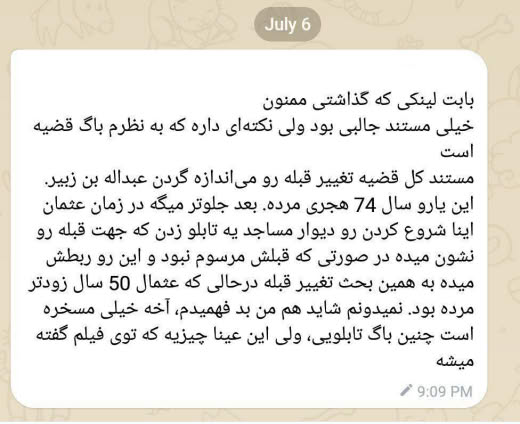 July 6
بابت لینکی که گذاشتی ممنون
خیلی مستند جالبی بود ولی نکته‌ای داره که به نظرم باگ قضیه
است
مستند کل قضیه تغییر قبله رو می‌اندازه گردن عبداله بن زبیر.
این یارو سال 74 هجری مرده. بعد جلوتر میگه در زمان عثمان
اینا شروع کردن رو دیوار مساجد یه تابلو زدن که جهت قبله رو
نشون میده در صورتی که قبلش مرسوم نبود و این رو ربطش
میده به همین بحث تغییر قبله درحالی که عثمال 50 سال زودتر
مرده بود. نمیدونم شاید هم من بد فهمیدم، آخه خیلی مسخره
است چنین باگ تابلویی، ولی این عینا چیزیه که توی فیلم گفته
میشه
9:09 PM